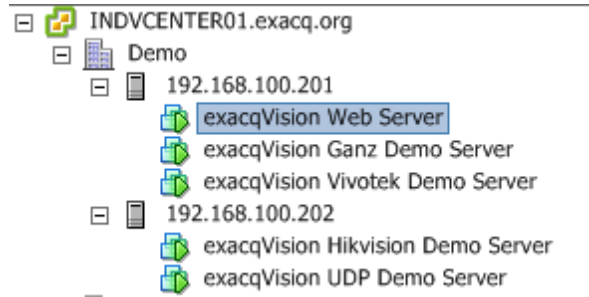 INDVCENTER01.exacq.org
Demo
192.168.100.201
exacqVision Web Server
exacqVision Ganz Demo Server
exacqVision Vivotek Demo Server
192.168.100.202
exacqVision Hikvision Demo Server
exacqVision UDP Demo Server